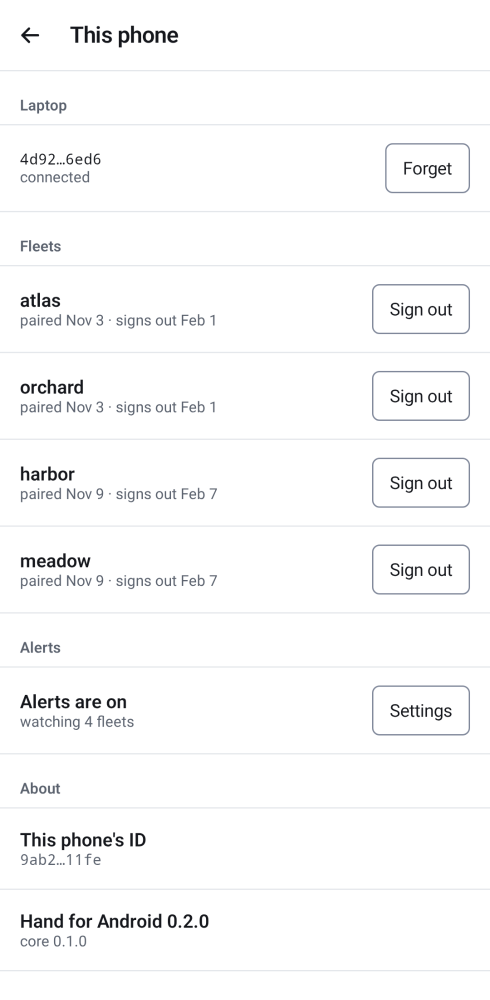 This phone
Laptop
4d92…6ed6
connected
Forget
Fleets
atlas
paired Nov 3 · signs out Feb 1
Sign out
orchard
paired Nov 3 · signs out Feb 1
Sign out
harbor
paired Nov 9 · signs out Feb 7
Sign out
meadow
paired Nov 9 · signs out Feb 7
Sign out
Alerts
Alerts are on
watching 4 fleets
Settings
About
This phone's ID
9ab2…11fe
Hand for Android 0.2.0
core 0.1.0